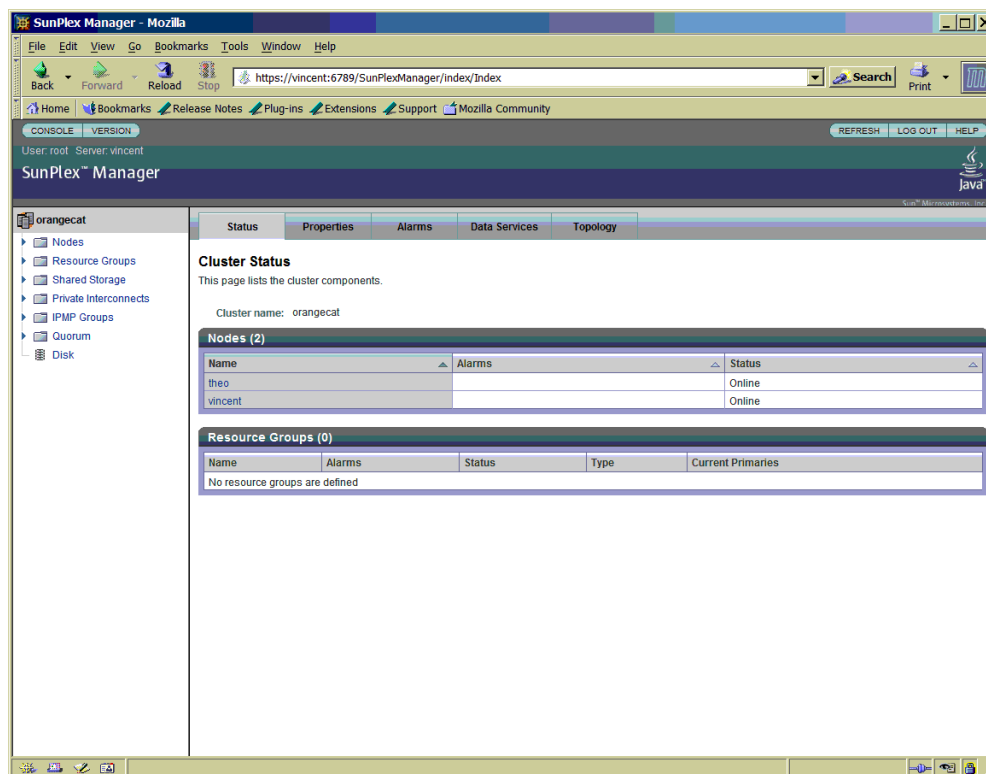 SunPlex Manager - Mozilla
File Edit View Go Bookmarks Tools Window Help
Back Forward Reload Stop https://vincent:6789/SunPlexManager/index/Index Search Print
Home Bookmarks Release Notes Plug-ins Extensions Support Mozilla Community
CONSOLE VERSION REFRESH LOG OUT HELP
User: root Server: vincent
SunPlex™ Manager
Java™
Sun™ Microsystems, Inc
orangecat
Nodes
Resource Groups
Shared Storage
Private Interconnects
IPMP Groups
Quorum
Disk
Status Properties Alarms Data Services Topology
Cluster Status
This page lists the cluster components.
Cluster name: orangecat
Nodes (2)
Name Alarms Status
theo Online
vincent Online
Resource Groups (0)
Name Alarms Status Type Current Primaries
No resource groups are defined